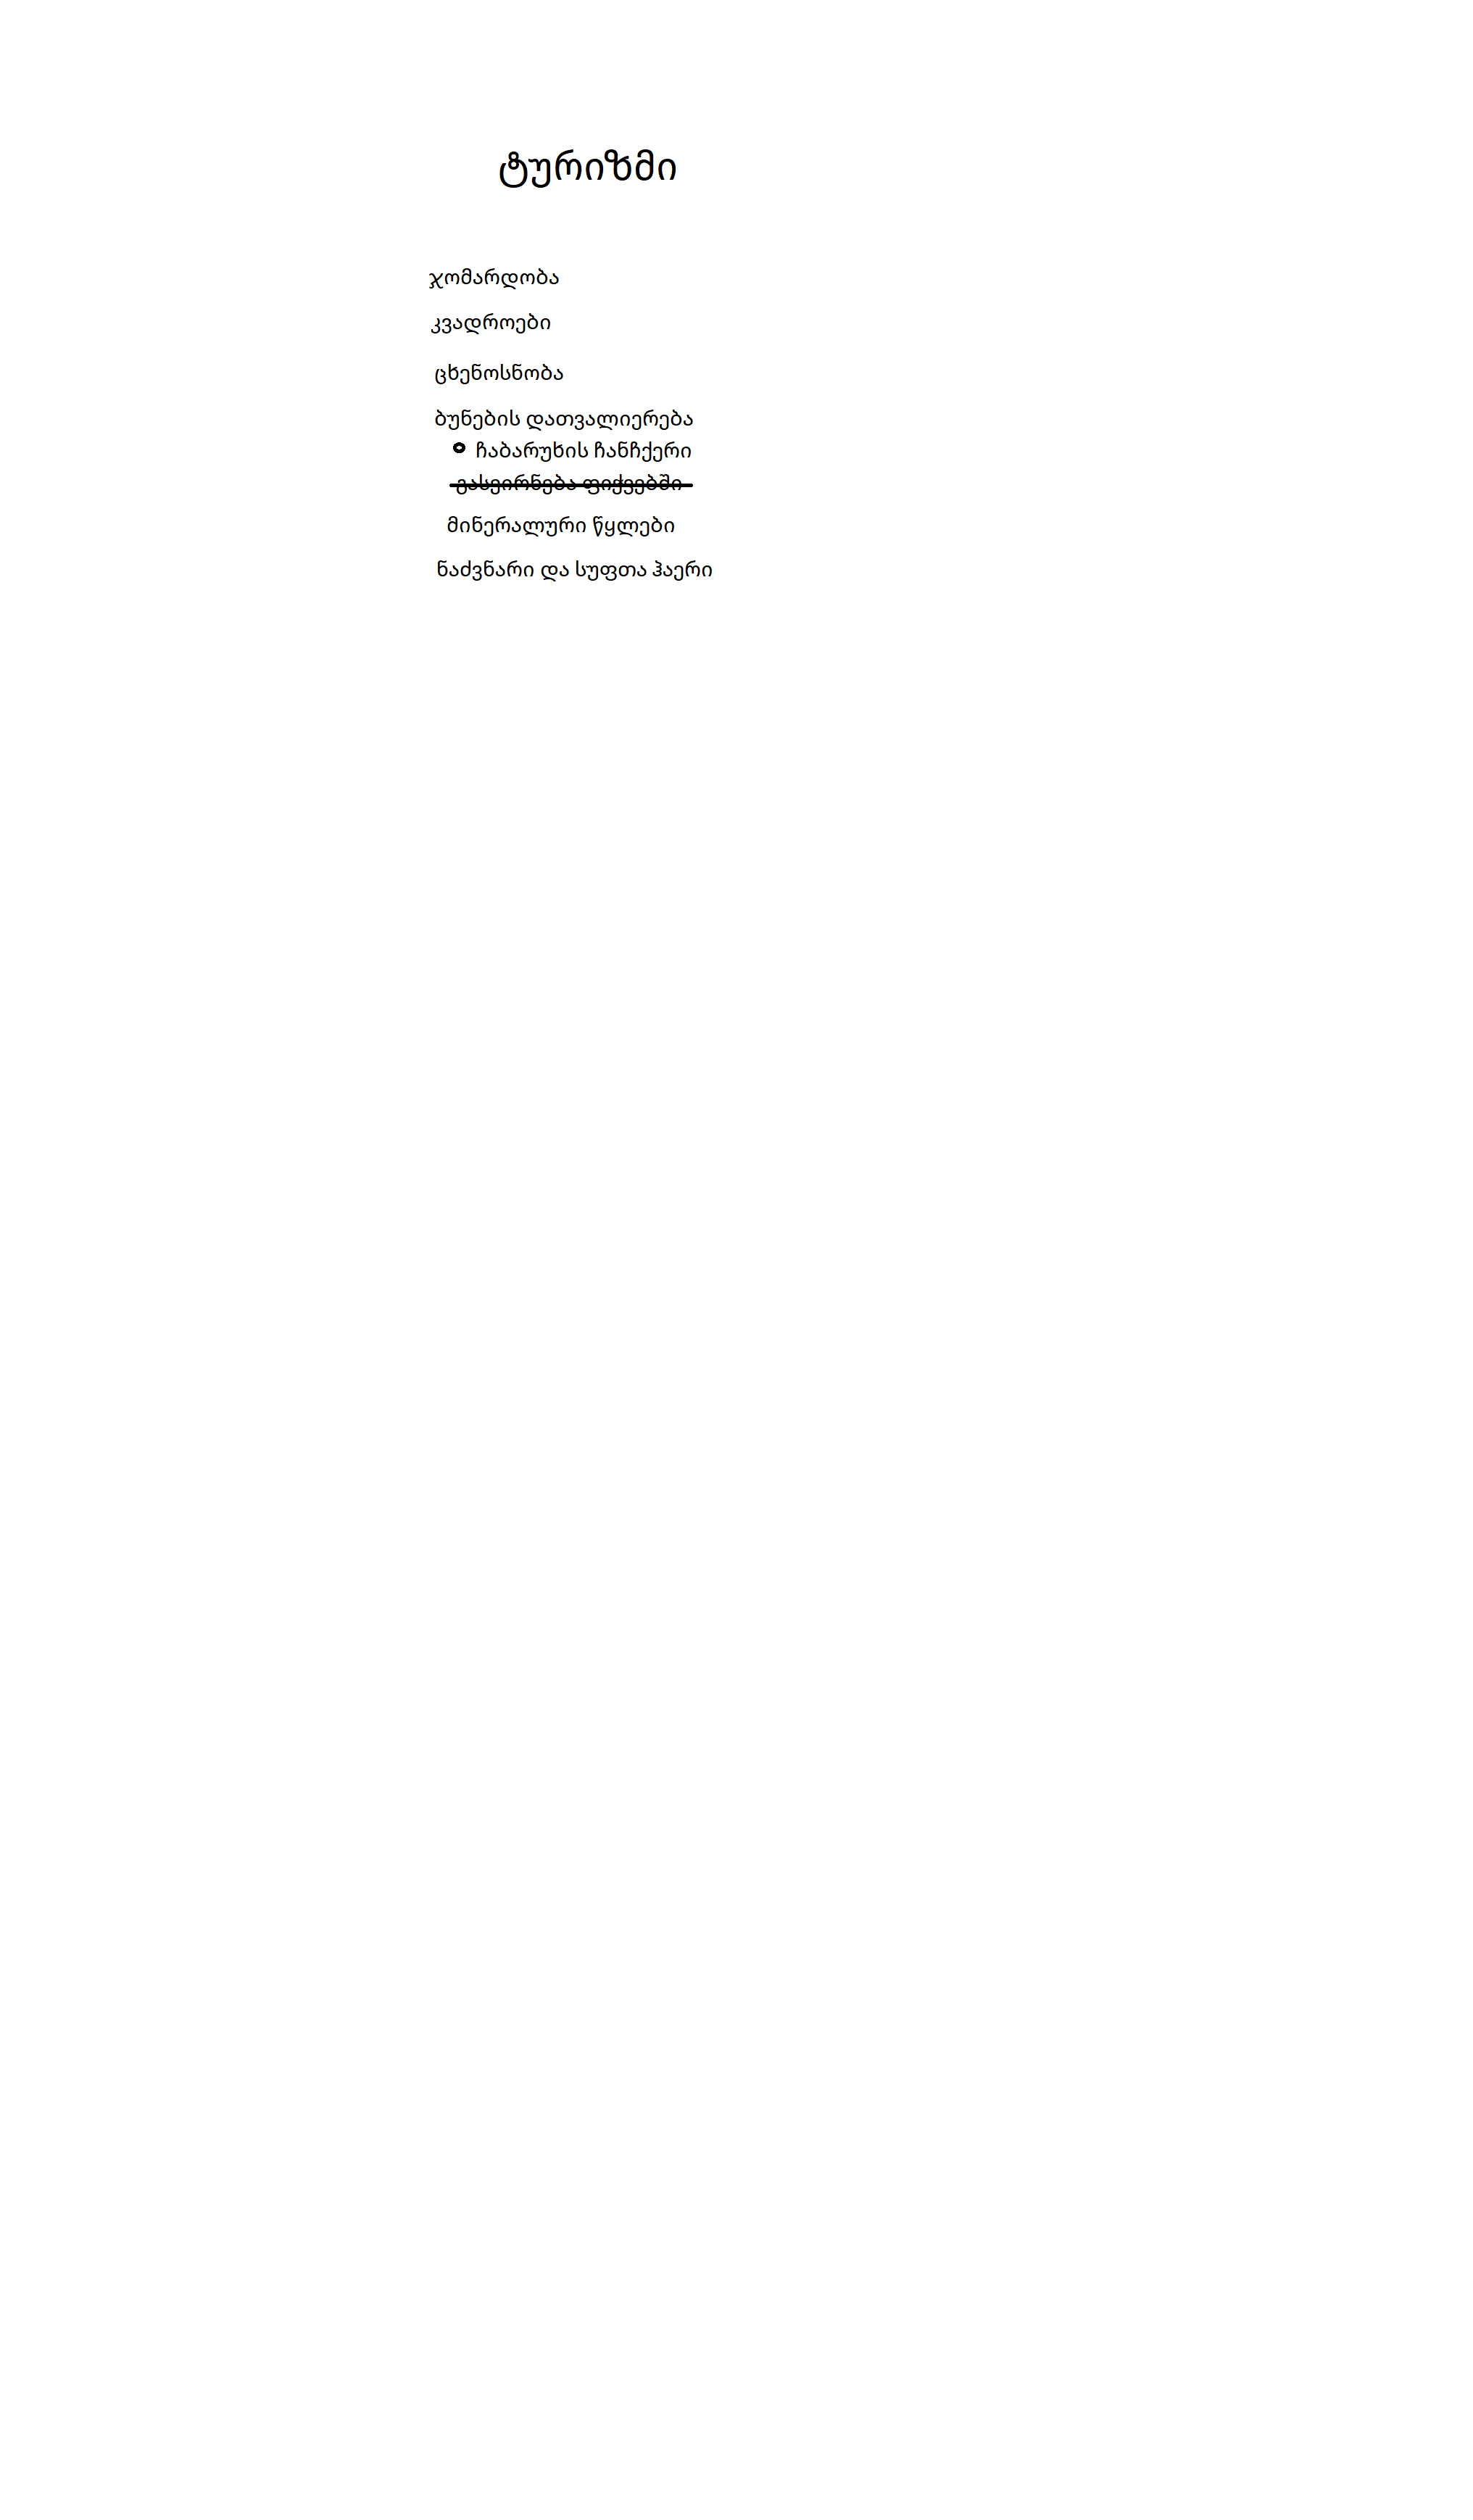 ტურიზმი
ჯომარდობა
კვადროები
ცხენოსნობა
ბუნების დათვალიერება
ჩაბარუხის ჩანჩქერი
გასეირნება ფიჭვებში
მინერალური წყლები
ნაძვნარი და სუფთა ჰაერი